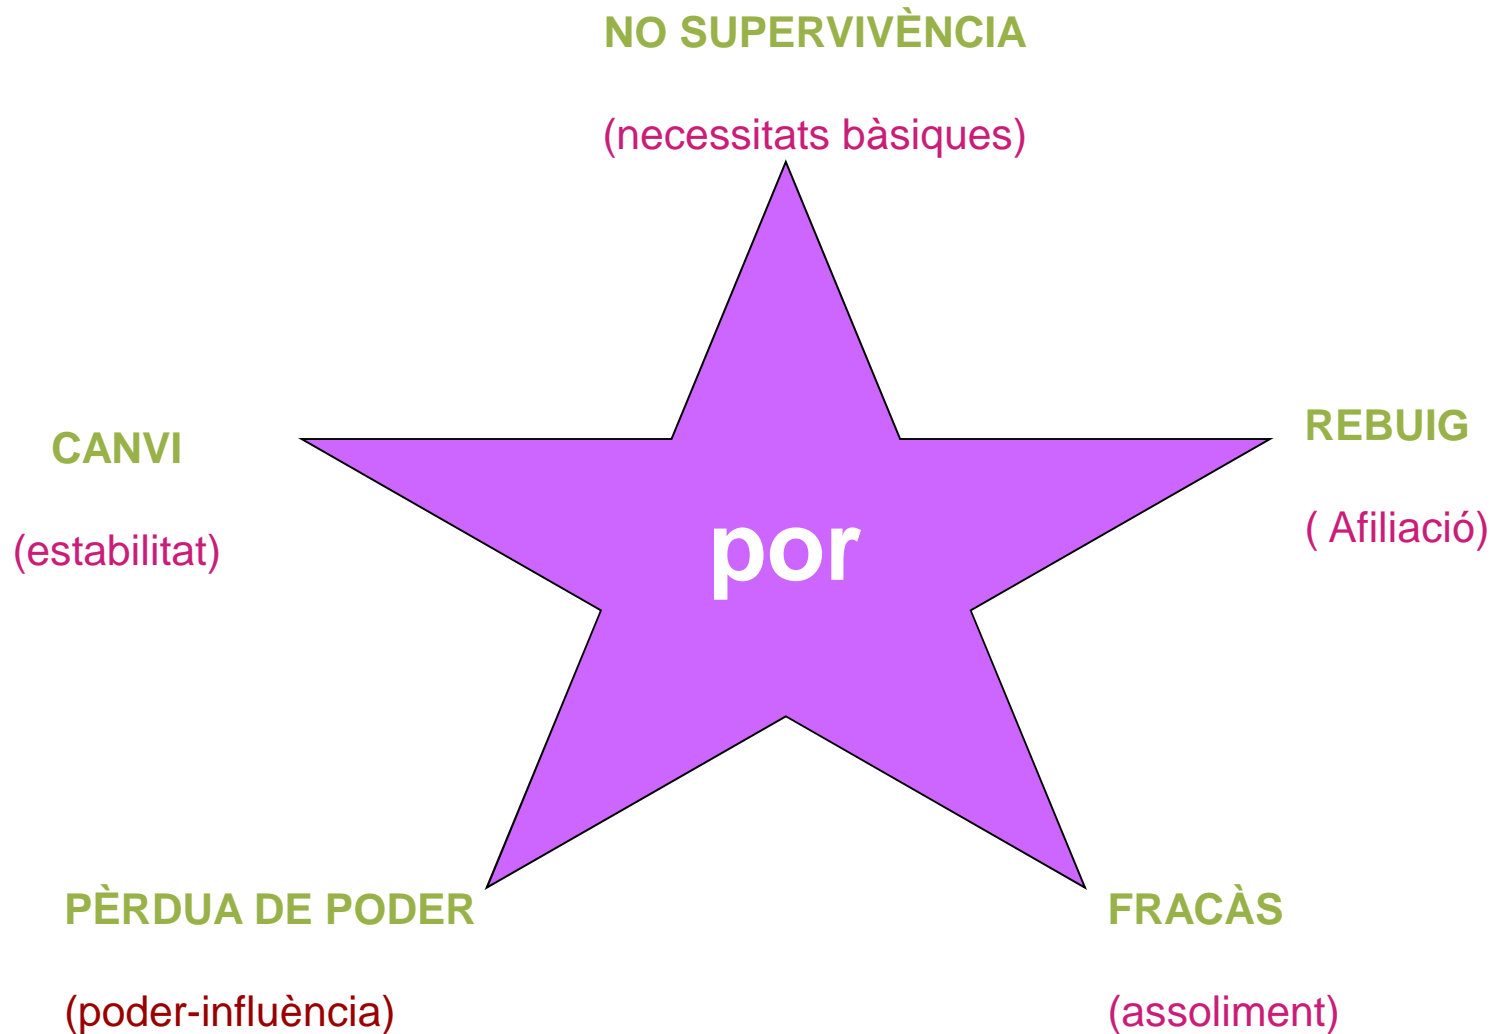 NO SUPERVIVÈNCIA
(necessitats bàsiques)
CANVI
(estabilitat)
REBUIG
( Afiliació)
por
PÈRDUA DE PODER
(poder-influència)
FRACÀS
(assoliment)